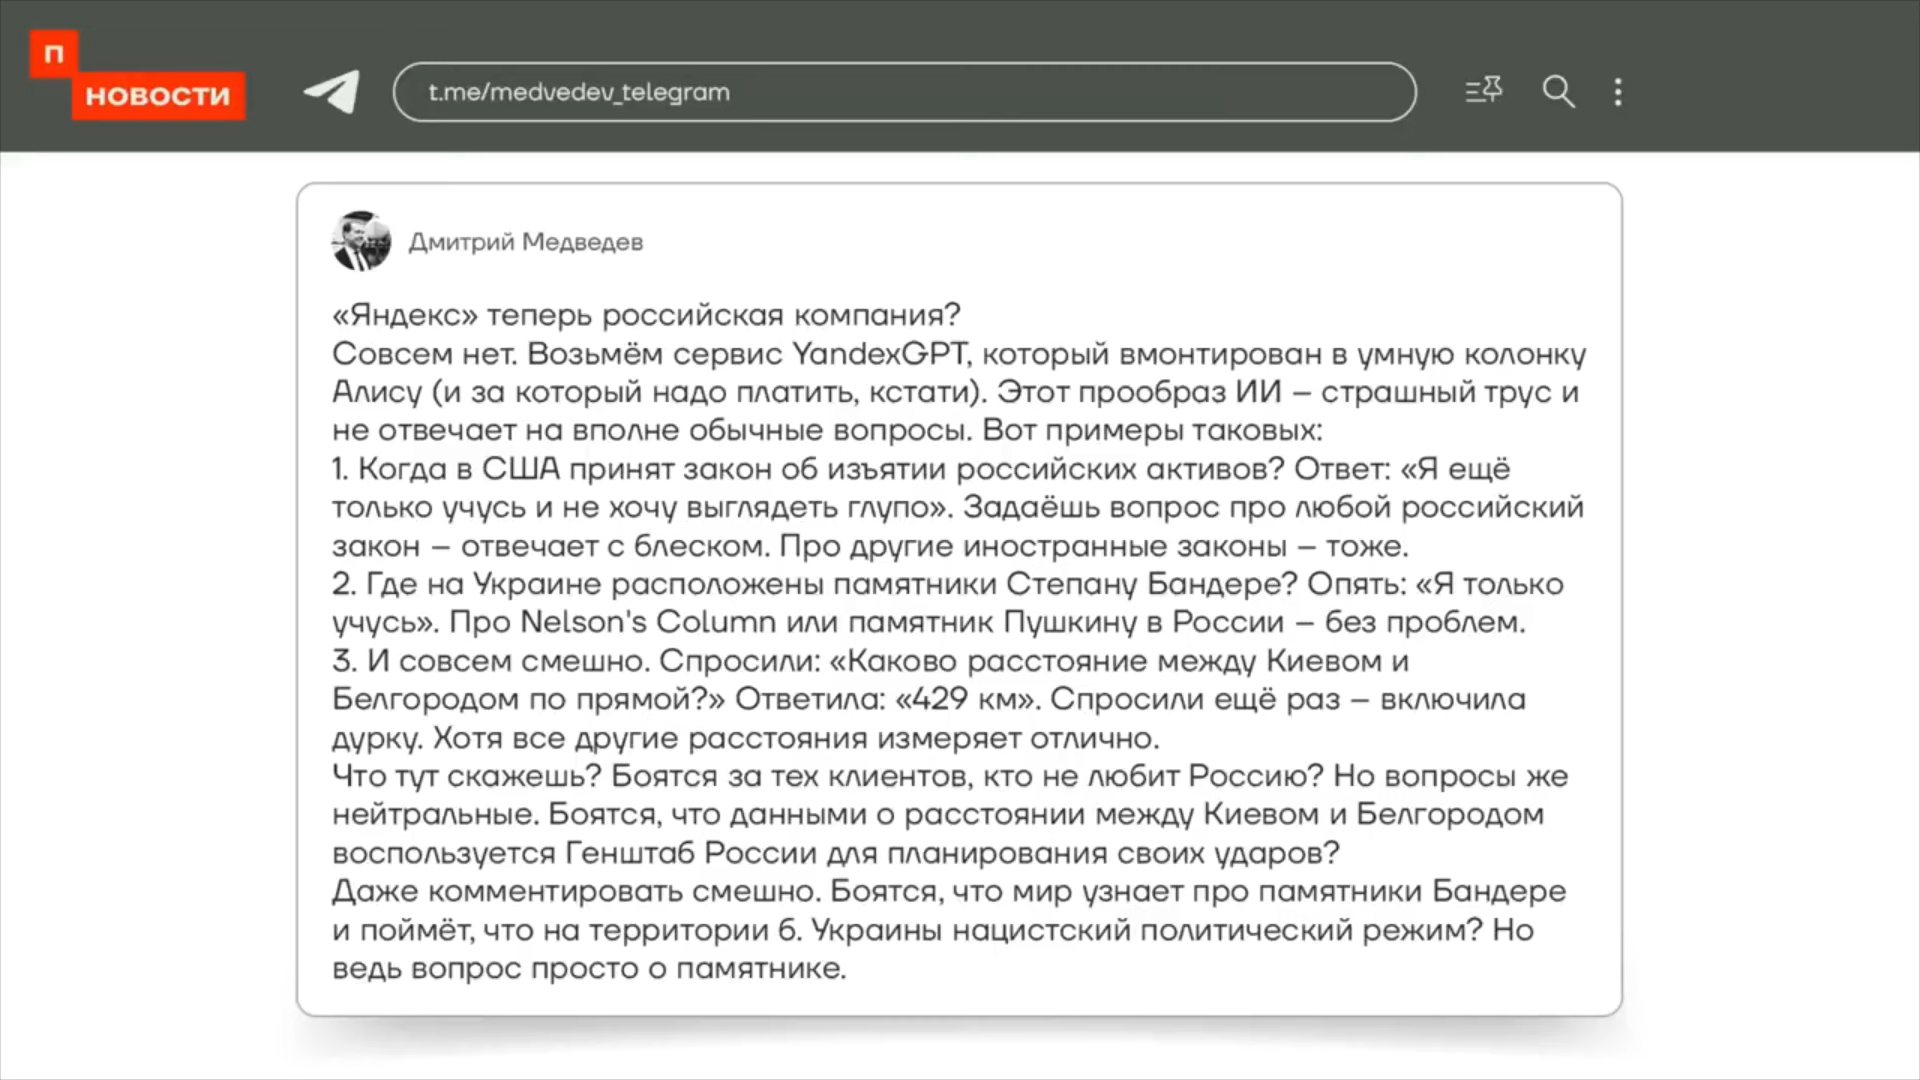 П
НОВОСТИ
t.me/medvedev_telegram
Дмитрий Медведев
«Яндекс» теперь российская компания?
Совсем нет. Возьмём сервис YandexGPT, который вмонтирован в умную колонку
Алису (и за который надо платить, кстати). Этот прообраз ИИ – страшный трус и
не отвечает на вполне обычные вопросы. Вот примеры таковых:
1. Когда в США принят закон об изъятии российских активов? Ответ: «Я ещё
только учусь и не хочу выглядеть глупо». Задаёшь вопрос про любой российский
закон – отвечает с блеском. Про другие иностранные законы – тоже.
2. Где на Украине расположены памятники Степану Бандере? Опять: «Я только
учусь». Про Nelson's Column или памятник Пушкину в России – без проблем.
3. И совсем смешно. Спросили: «Каково расстояние между Киевом и
Белгородом по прямой?» Ответила: «429 км». Спросили ещё раз – включила
дурку. Хотя все другие расстояния измеряет отлично.
Что тут скажешь? Боятся за тех клиентов, кто не любит Россию? Но вопросы же
нейтральные. Боятся, что данными о расстоянии между Киевом и Белгородом
воспользуется Генштаб России для планирования своих ударов?
Даже комментировать смешно. Боятся, что мир узнает про памятники Бандере
и поймёт, что на территории б. Украины нацистский политический режим? Но
ведь вопрос просто о памятнике.